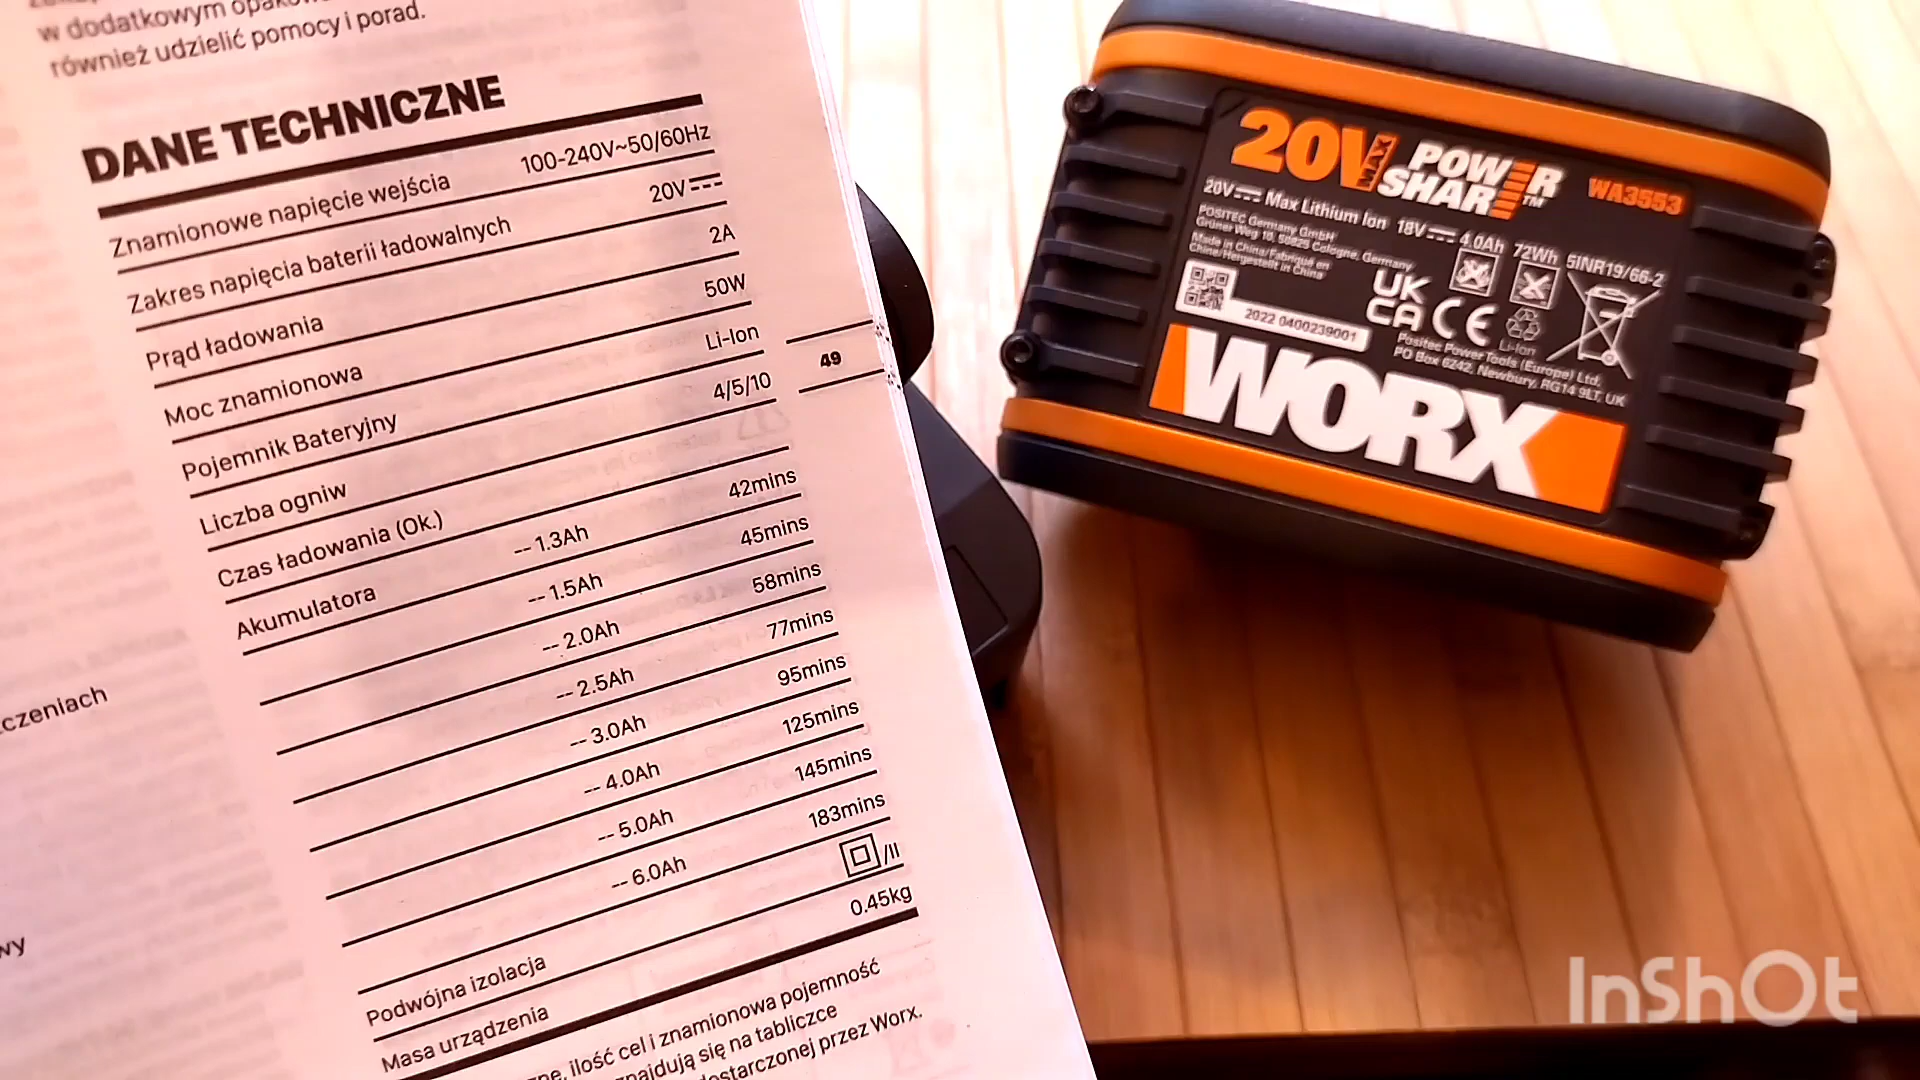 w dodatkowym
również udzielić pomocy i porad.
DANE TECHNICZNE
Znamionowe napięcie wejścia 100-240V~50/60Hz
Zakres napięcia baterii ładowalnych 20V
Prąd ładowania 2A
Moc znamionowa 50W
Pojemnik Bateryjny Li-Ion
Liczba ogniw 4/5/10
Czas ładowania (Ok.)
Akumulatora -- 1.3Ah 42mins
-- 1.5Ah 45mins
-- 2.0Ah 58mins
-- 2.5Ah 77mins
-- 3.0Ah 95mins
-- 4.0Ah 125mins
-- 5.0Ah 145mins
-- 6.0Ah 183mins
Podwójna izolacja /II
Masa urządzenia 0.45kg
ilość cel i znamionowa pojemność
się na tabliczce
przez Worx.
49
20V MAX POWER SHARE™ WA3553
20V Max Lithium Ion 18V 4.0Ah 72Wh 5INR19/66-2
POSITEC Germany GmbH
Grüner Weg 10, 50825 Cologne, Germany
Made in China/Fabriqué en
China/Hergestellt in China
2022 0400239001
UK
CA CE
Li-Ion
Positec Power Tools (Europe) Ltd,
PO Box 6242, Newbury, RG14 9LT, UK
WORX
InShOt